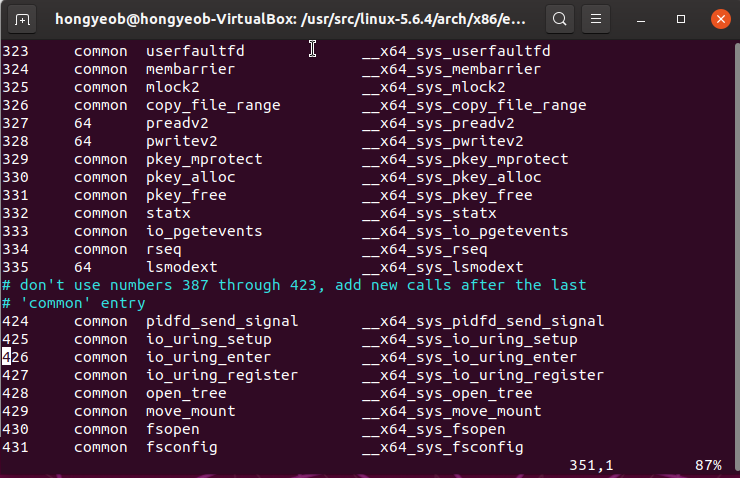 hongyeob@hongyeob-VirtualBox: /usr/src/linux-5.6.4/arch/x86/e...
323 common userfaultfd __x64_sys_userfaultfd
324 common membarrier __x64_sys_membarrier
325 common mlock2 __x64_sys_mlock2
326 common copy_file_range __x64_sys_copy_file_range
327 64 preadv2 __x64_sys_preadv2
328 64 pwritev2 __x64_sys_pwritev2
329 common pkey_mprotect __x64_sys_pkey_mprotect
330 common pkey_alloc __x64_sys_pkey_alloc
331 common pkey_free __x64_sys_pkey_free
332 common statx __x64_sys_statx
333 common io_pgetevents __x64_sys_io_pgetevents
334 common rseq __x64_sys_rseq
335 64 lsmodext __x64_sys_lsmodext
# don't use numbers 387 through 423, add new calls after the last
# 'common' entry
424 common pidfd_send_signal __x64_sys_pidfd_send_signal
425 common io_uring_setup __x64_sys_io_uring_setup
426 common io_uring_enter __x64_sys_io_uring_enter
427 common io_uring_register __x64_sys_io_uring_register
428 common open_tree __x64_sys_open_tree
429 common move_mount __x64_sys_move_mount
430 common fsopen __x64_sys_fsopen
431 common fsconfig __x64_sys_fsconfig
351,1 87%